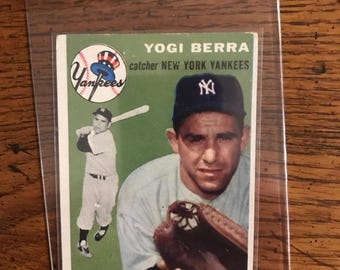 YOGI BERRA
catcher NEW YORK YANKEES
Yankees
NY